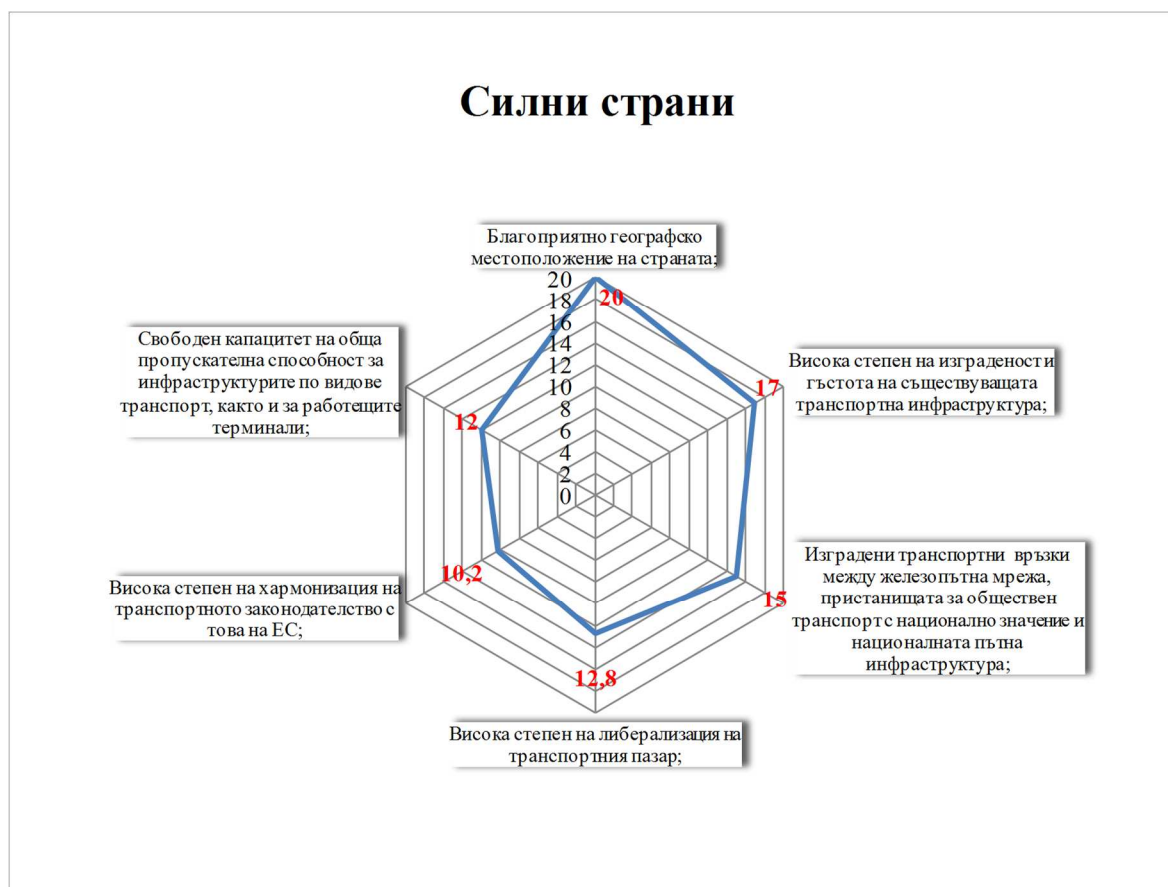 Силни страни
Благоприятно географско
местоположение на страната;
20
18
16
14
12
10
8
6
4
2
0
20
Висока степен на изграденост и
гъстота на съществуващата
транспортна инфраструктура;
17
Изградени транспортни връзки
между железопътна мрежа,
пристанищата за обществен
транспорт с национално значение и
националната пътна
инфраструктура;
15
Висока степен на либерализация на
транспортния пазар;
12,8
Висока степен на хармонизация на
транспортното законодателство с
това на ЕС;
10,2
Свободен капацитет на обща
пропускателна способност за
инфраструктурите по видове
транспорт, както и за работещите
терминали;
12